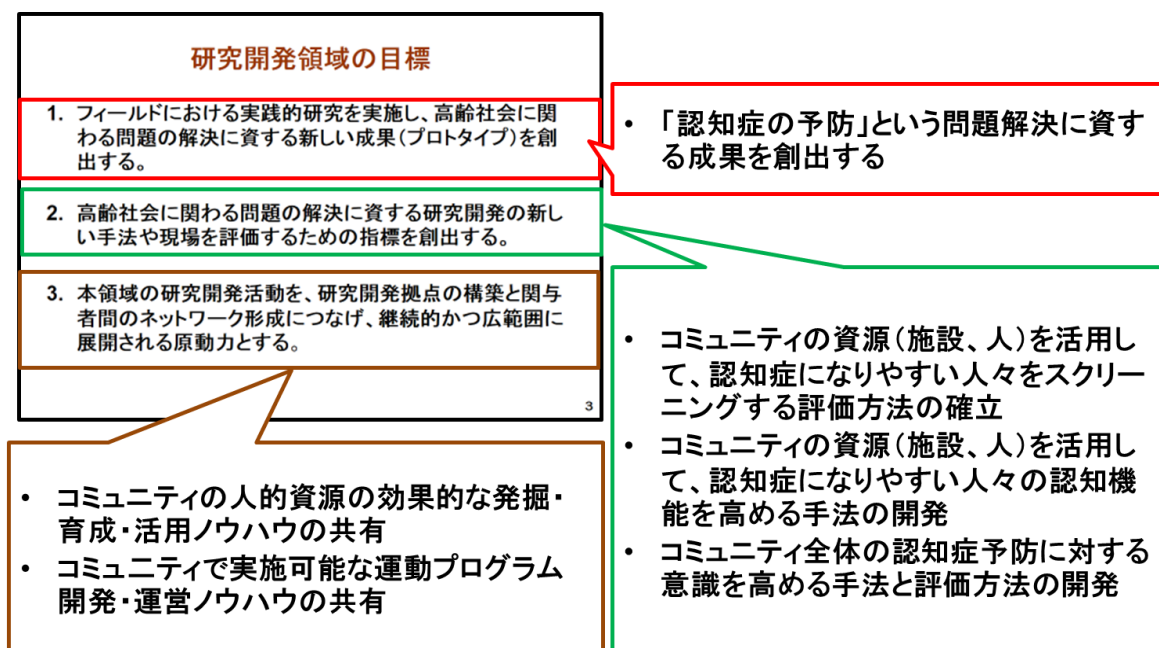 研究開発領域の目標
1. フィールドにおける実践的研究を実施し、高齢社会に関
わる問題の解決に資する新しい成果(プロトタイプ)を創
出する。
2. 高齢社会に関わる問題の解決に資する研究開発の新し
い手法や現場を評価するための指標を創出する。
3. 本領域の研究開発活動を、研究開発拠点の構築と関与
者間のネットワーク形成につなげ、継続的かつ広範囲に
展開される原動力とする。
3
• 「認知症の予防」という問題解決に資す
る成果を創出する
• コミュニティの資源(施設、人)を活用し
て、認知症になりやすい人々をスクリー
ニングする評価方法の確立
• コミュニティの資源(施設、人)を活用し
て、認知症になりやすい人々の認知機
能を高める手法の開発
• コミュニティ全体の認知症予防に対する
意識を高める手法と評価方法の開発
• コミュニティの人的資源の効果的な発掘・
育成・活用ノウハウの共有
• コミュニティで実施可能な運動プログラム
開発・運営ノウハウの共有